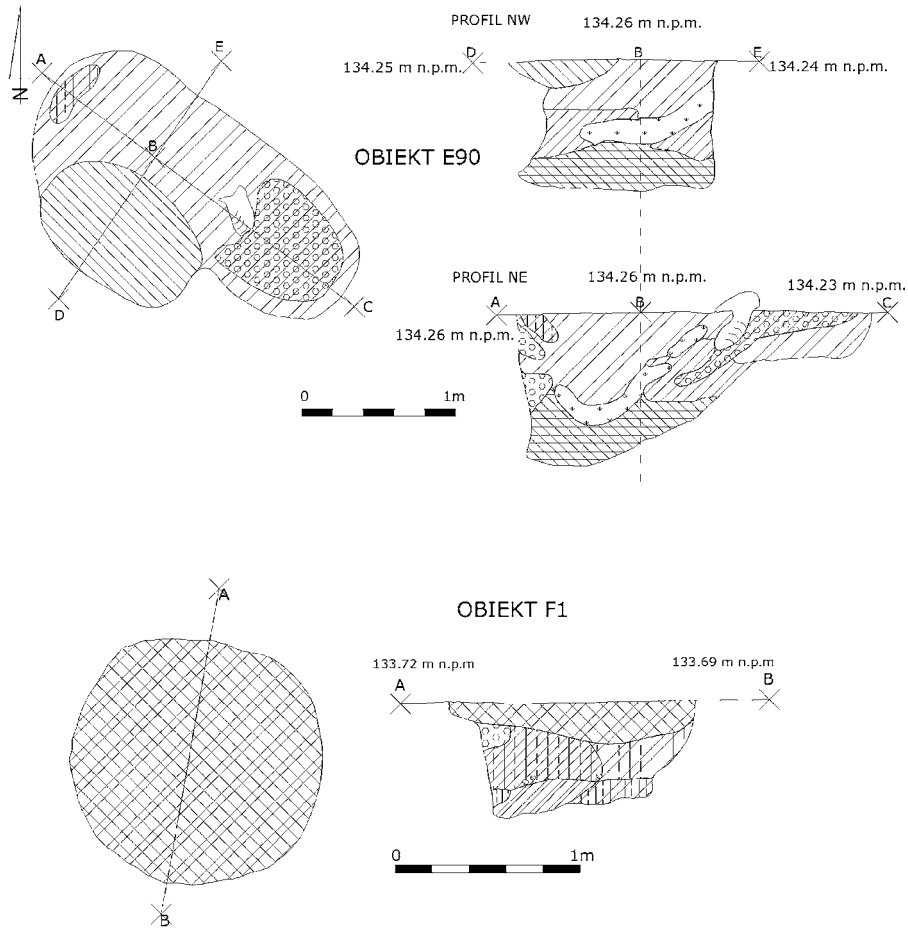 N
A
E
B
D
C
OBIEKT E90
PROFIL NW
134.26 m n.p.m.
D
B
E
134.25 m n.p.m.
134.24 m n.p.m.
PROFIL NE
134.26 m n.p.m.
134.23 m n.p.m.
A
B
C
134.26 m n.p.m.
0 1m
OBIEKT F1
A
B
133.72 m n.p.m
133.69 m n.p.m
A
B
0 1m